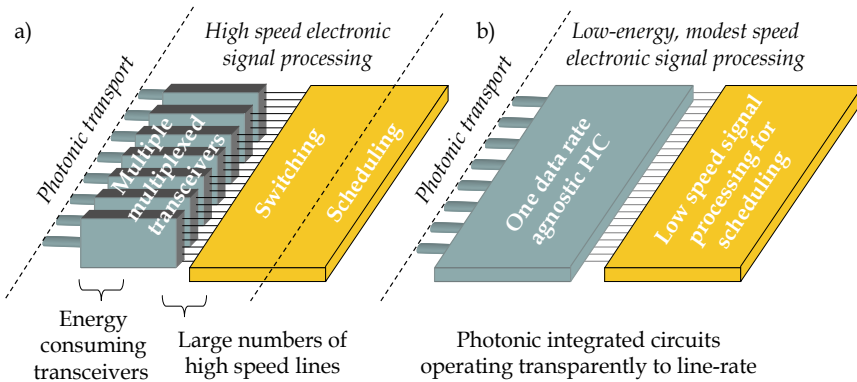 a)
High speed electronic
signal processing
Photonic transport
Multiple
multiplexed
transceivers
Switching
Scheduling
Energy
consuming
transceivers
Large numbers of
high speed lines
b)
Low-energy, modest speed
electronic signal processing
Photonic transport
One data rate
agnostic PIC
Low speed signal
processing for
scheduling
Photonic integrated circuits
operating transparently to line-rate